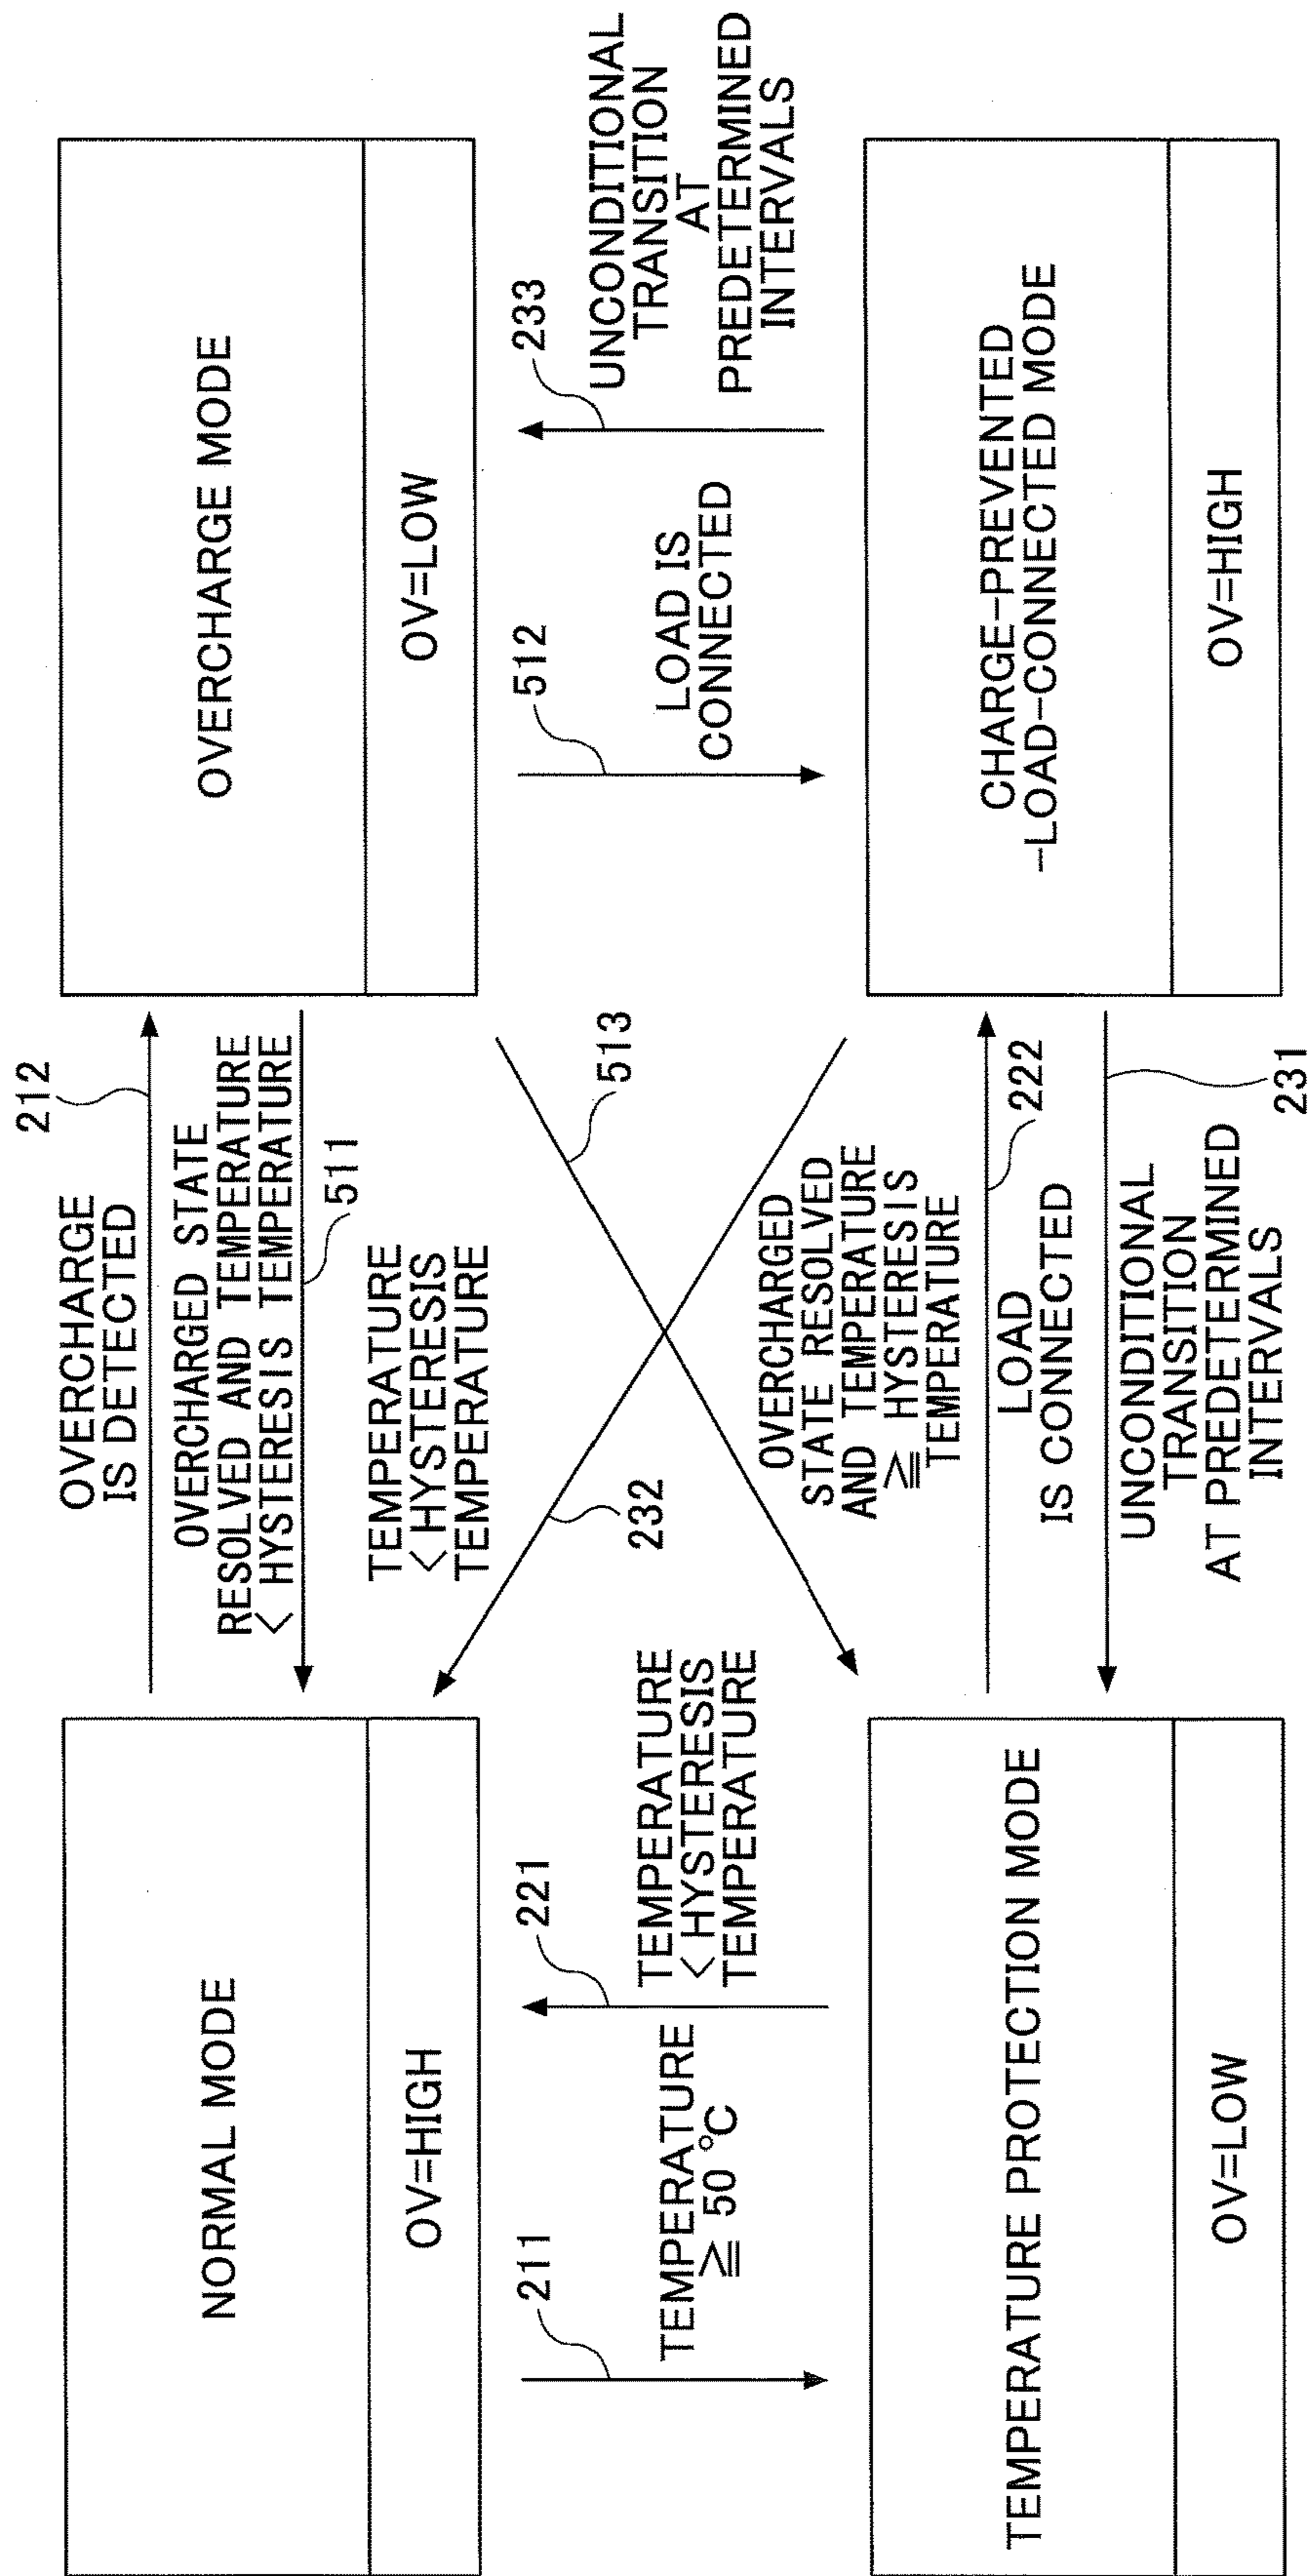 NORMAL MODE
OV=HIGH
212
OVERCHARGE
IS DETECTED
OVERCHARGED STATE
RESOLVED AND TEMPERATURE
< HYSTERESIS TEMPERATURE
511
OVERCHARGE MODE
OV=LOW
211
TEMPERATURE
≧ 50 °C
221
TEMPERATURE
< HYSTERESIS
TEMPERATURE
TEMPERATURE
< HYSTERESIS
TEMPERATURE
232
513
OVERCHARGED
STATE RESOLVED
AND TEMPERATURE
≧ HYSTERESIS
TEMPERATURE
512
LOAD IS
CONNECTED
233
UNCONDITIONAL
TRANSITION
AT
PREDETERMINED
INTERVALS
TEMPERATURE PROTECTION MODE
OV=LOW
222
LOAD
IS CONNECTED
231
UNCONDITIONAL
TRANSITION
AT PREDETERMINED
INTERVALS
CHARGE-PREVENTED
-LOAD-CONNECTED MODE
OV=HIGH